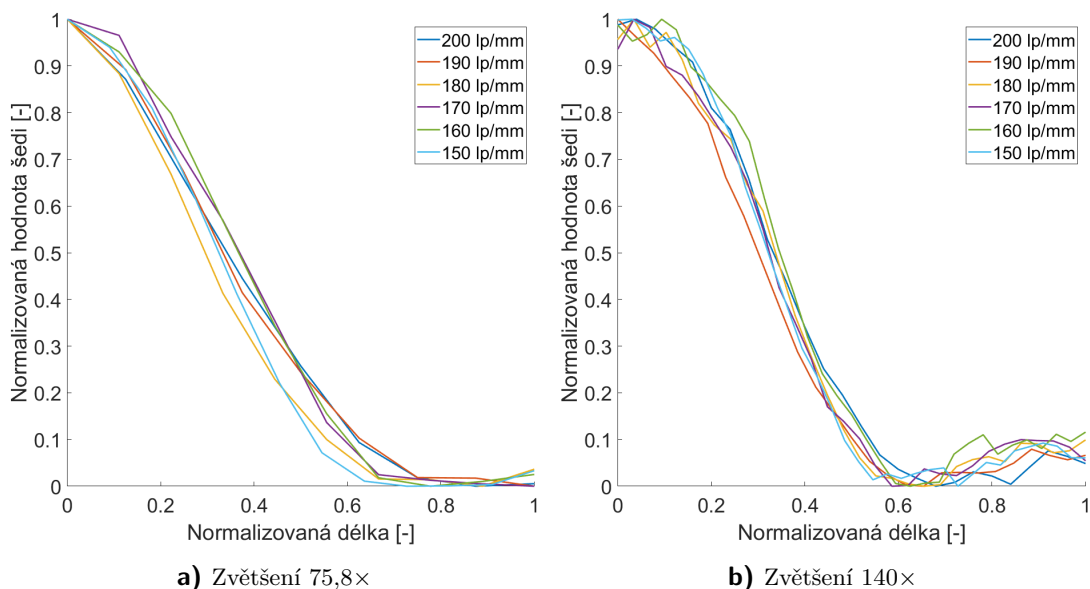 1
0.9
0.8
0.7
0.6
0.5
0.4
0.3
0.2
0.1
0
Normalizovaná hodnota šedi [-]
200 lp/mm
190 lp/mm
180 lp/mm
170 lp/mm
160 lp/mm
150 lp/mm
0 0.2 0.4 0.6 0.8 1
Normalizovaná délka [-]
a) Zvětšení 75,8×
1
0.9
0.8
0.7
0.6
0.5
0.4
0.3
0.2
0.1
0
Normalizovaná hodnota šedi [-]
200 lp/mm
190 lp/mm
180 lp/mm
170 lp/mm
160 lp/mm
150 lp/mm
0 0.2 0.4 0.6 0.8 1
Normalizovaná délka [-]
b) Zvětšení 140×